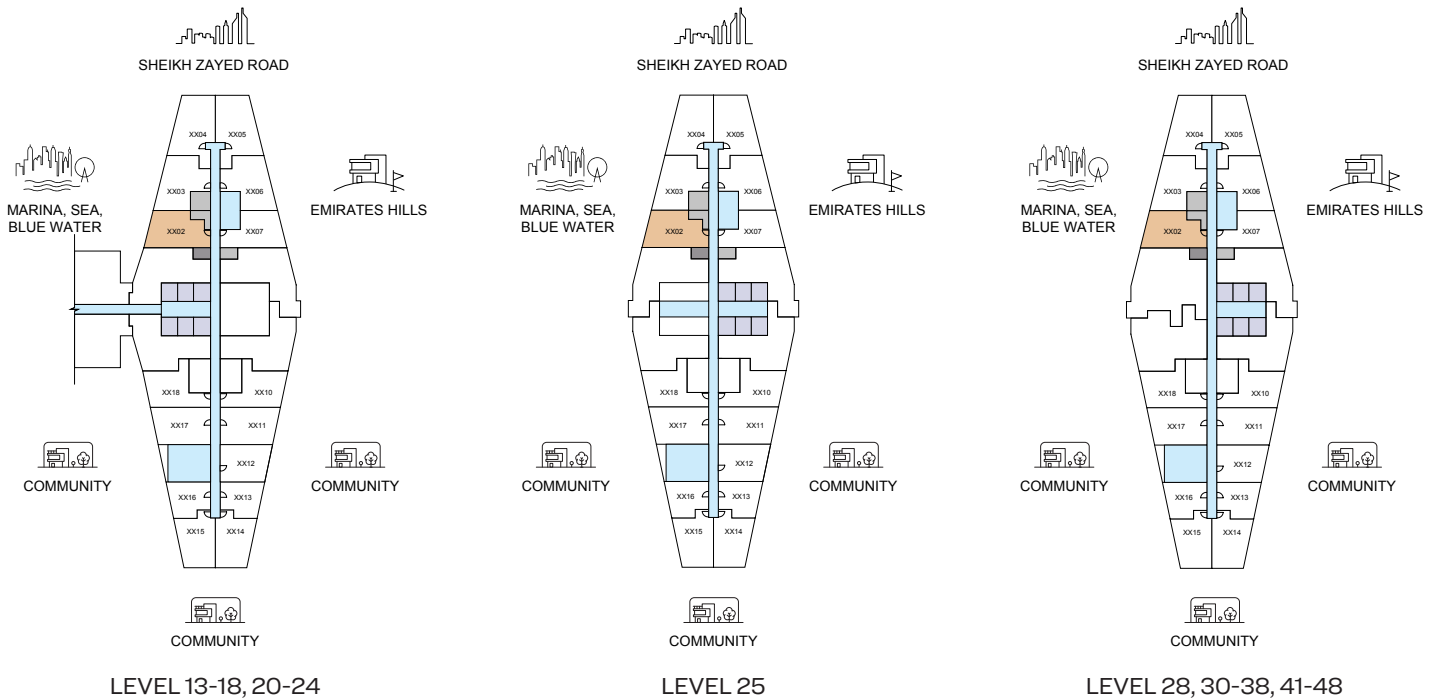 SHEIKH ZAYED ROAD
XX04 XX05
XX03 XX06
MARINA, SEA,
BLUE WATER
EMIRATES HILLS
XX02 XX07
XX18 XX10
XX17 XX11
COMMUNITY
XX12
COMMUNITY
XX16 XX13
XX15 XX14
COMMUNITY
LEVEL 13-18, 20-24
SHEIKH ZAYED ROAD
XX04 XX05
XX03 XX06
MARINA, SEA,
BLUE WATER
EMIRATES HILLS
XX02 XX07
XX18 XX10
XX17 XX11
COMMUNITY
XX12
COMMUNITY
XX16 XX13
XX15 XX14
COMMUNITY
LEVEL 25
SHEIKH ZAYED ROAD
XX04 XX05
XX03 XX06
MARINA, SEA,
BLUE WATER
EMIRATES HILLS
XX02 XX07
XX18 XX10
XX17 XX11
COMMUNITY
XX12
COMMUNITY
XX16 XX13
XX15 XX14
COMMUNITY
LEVEL 28, 30-38, 41-48